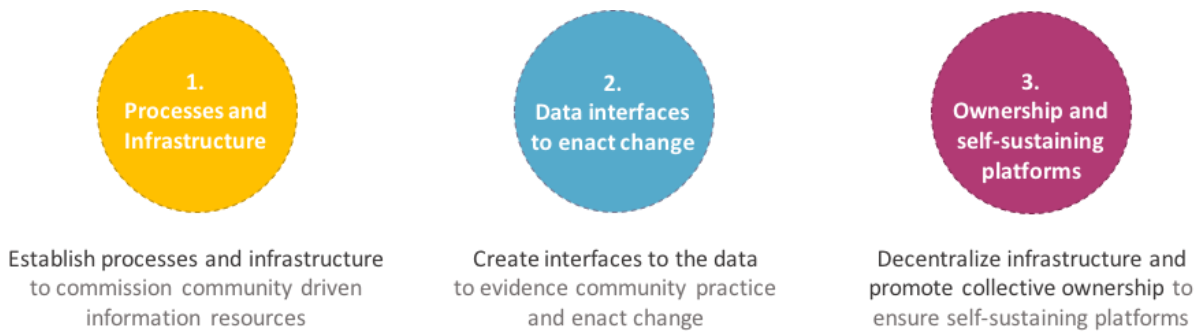 1.
Processes and
Infrastructure
2.
Data interfaces
to enact change
3.
Ownership and
self-sustaining
platforms
Establish processes and infrastructure
to commission community driven
information resources
Create interfaces to the data
to evidence community practice
and enact change
Decentralize infrastructure and
promote collective ownership to
ensure self-sustaining platforms